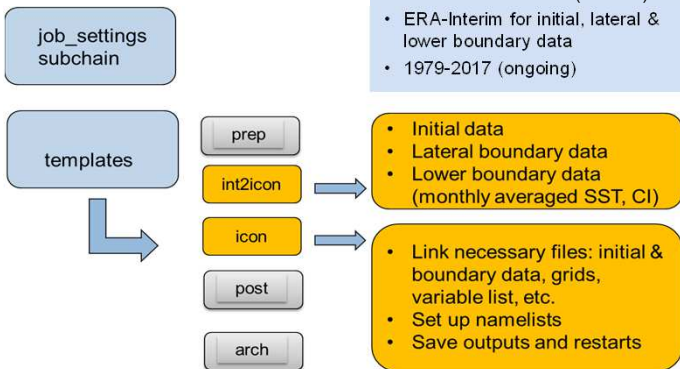 job_settings
subchain
• ERA-Interim for initial, lateral &
lower boundary data
• 1979-2017 (ongoing)
templates
prep
int2icon
icon
post
arch
• Initial data
• Lateral boundary data
• Lower boundary data
(monthly averaged SST, CI)
• Link necessary files: initial &
boundary data, grids,
variable list, etc.
• Set up namelists
• Save outputs and restarts